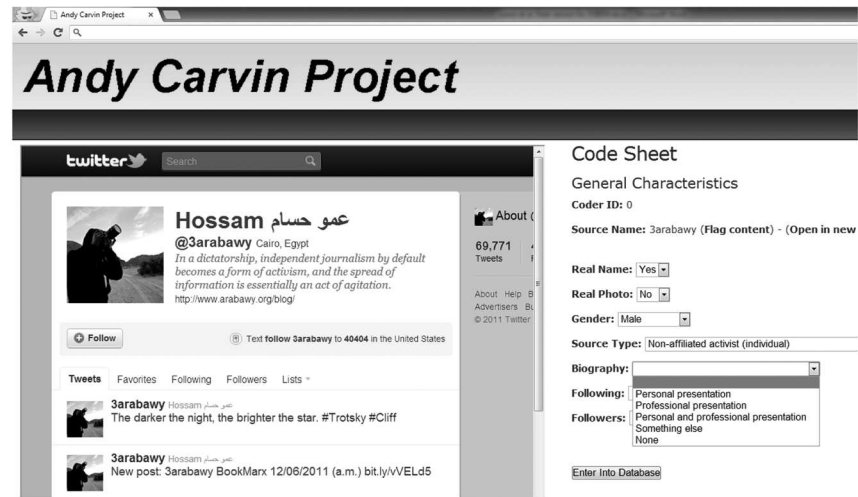 Andy Carvin Project
Andy Carvin Project
twitter
Search
Hossam عمو حسام
@3arabawy Cairo, Egypt
In a dictatorship, independent journalism by default
becomes a form of activism, and the spread of
information is essentially an act of agitation.
http://www.arabawy.org/blog/
Follow
Text follow 3arabawy to 40404 in the United States
Tweets Favorites Following Followers Lists
3arabawy Hossam عمو حسام
The darker the night, the brighter the star. #Trotsky #Cliff
3arabawy Hossam عمو حسام
New post: 3arabawy BookMarx 12/06/2011 (a.m.) bit.ly/vVELd5
About
69,771
Tweets
About Help
Advertisers
© 2011 Twitter
Code Sheet
General Characteristics
Coder ID: 0
Source Name: 3arabawy (Flag content) - (Open in new
Real Name: Yes
Real Photo: No
Gender: Male
Source Type: Non-affiliated activist (individual)
Biography:
Following:
Followers:
Personal presentation
Professional presentation
Personal and professional presentation
Something else
None
Enter Into Database